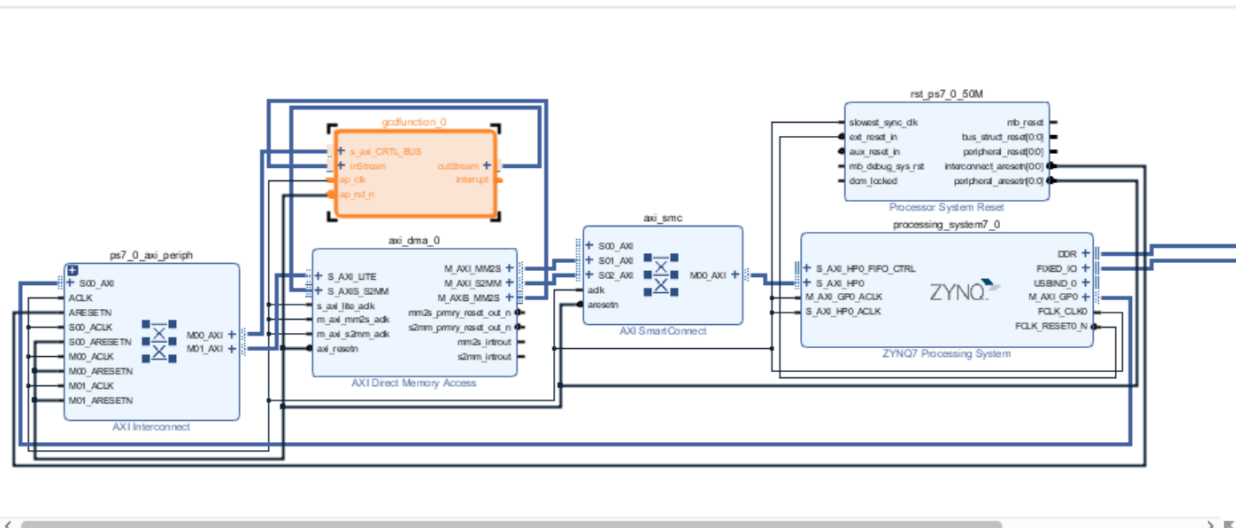 rst_ps7_0_50M
slowest_sync_clk
ext_reset_in
aux_reset_in
mb_debug_sys_rst
dcm_locked
mb_reset
bus_struct_reset[0:0]
peripheral_reset[0:0]
interconnect_aresetn[0:0]
peripheral_aresetn[0:0]
Processor System Reset
gcdfunction_0
s_axi_CRTL_BUS
inStream
ap_clk
ap_rst_n
outStream
interrupt
axi_smc
S00_AXI
S01_AXI
S02_AXI
aclk
aresetn
M00_AXI
AXI SmartConnect
processing_system7_0
S_AXI_HP0_FIFO_CTRL
S_AXI_HP0
M_AXI_GP0_ACLK
S_AXI_HP0_ACLK
ZYNQ
DDR
FIXED_IO
USBIND_0
M_AXI_GP0
FCLK_CLK0
FCLK_RESET0_N
ZYNQ7 Processing System
axi_dma_0
S_AXI_LITE
S_AXIS_S2MM
s_axi_lite_aclk
m_axi_mm2s_aclk
m_axi_s2mm_aclk
axi_resetn
M_AXI_MM2S
M_AXI_S2MM
M_AXIS_MM2S
mm2s_prmry_reset_out_n
s2mm_prmry_reset_out_n
mm2s_introut
s2mm_introut
AXI Direct Memory Access
ps7_0_axi_periph
S00_AXI
ACLK
ARESETN
S00_ACLK
S00_ARESETN
M00_ACLK
M00_ARESETN
M01_ACLK
M01_ARESETN
M00_AXI
M01_AXI
AXI Interconnect